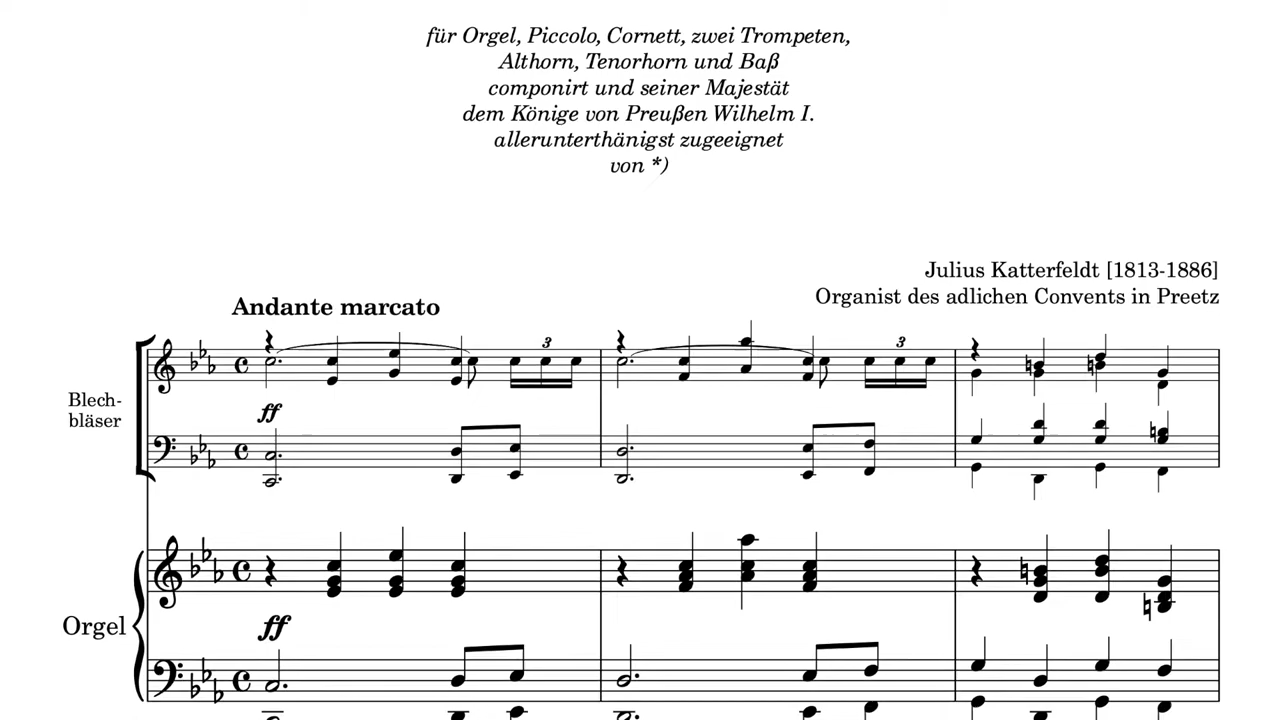 für Orgel, Piccolo, Cornett, zwei Trompeten,
Althorn, Tenorhorn und Baß
componirt und seiner Majestät
dem Könige von Preußen Wilhelm I.
allerunterthänigst zugeeignet
von *)
Julius Katterfeldt [1813-1886]
Organist des adlichen Convents in Preetz
Andante marcato
3
3
Blech-
bläser
ff
Orgel
ff